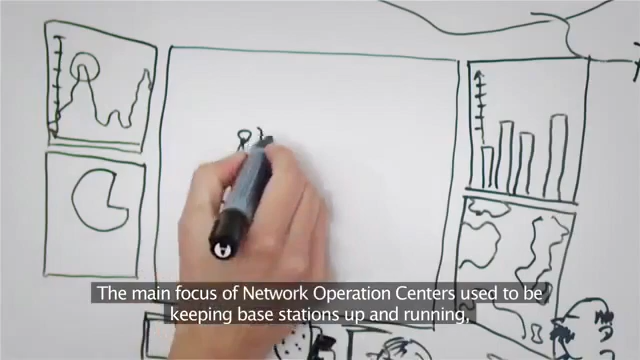 The main focus of Network Operation Centers used to be
keeping base stations up and running,